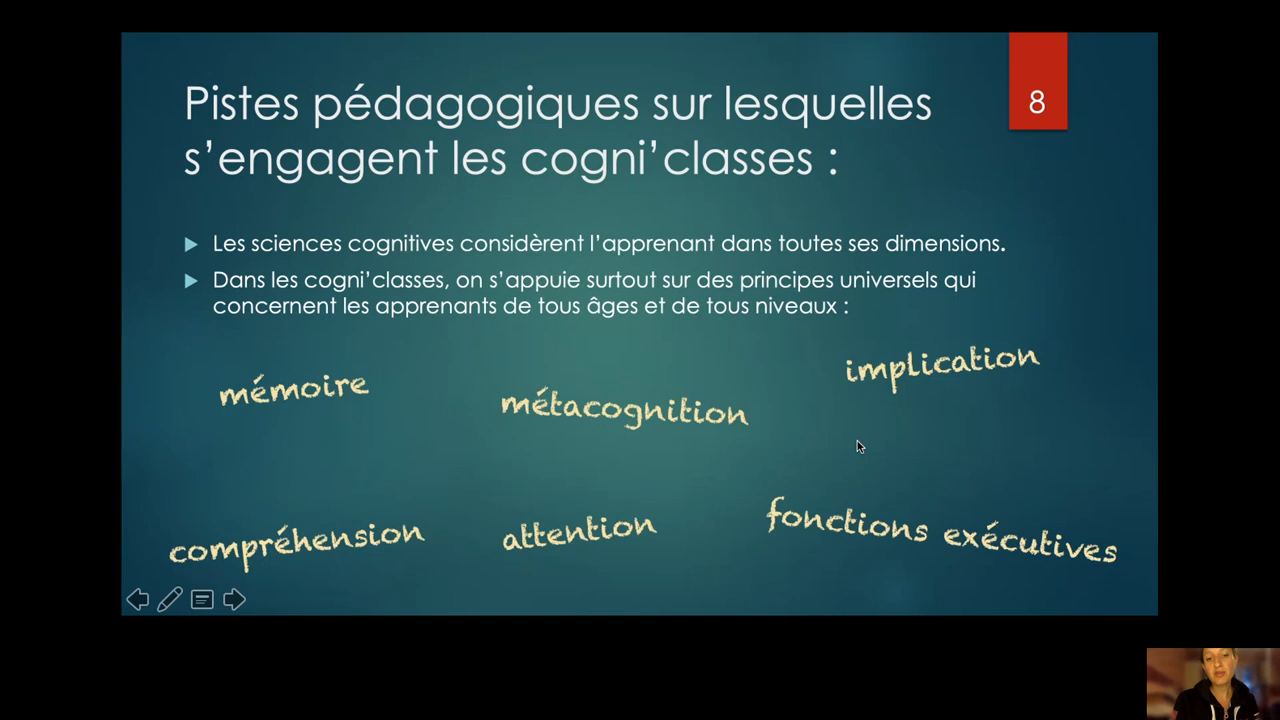 Pistes pédagogiques sur lesquelles
s’engagent les cogni’classes :
8
Les sciences cognitives considèrent l’apprenant dans toutes ses dimensions.
Dans les cogni’classes, on s’appuie surtout sur des principes universels qui
concernent les apprenants de tous âges et de tous niveaux :
mémoire
métacognition
implication
compréhension
attention
fonctions exécutives